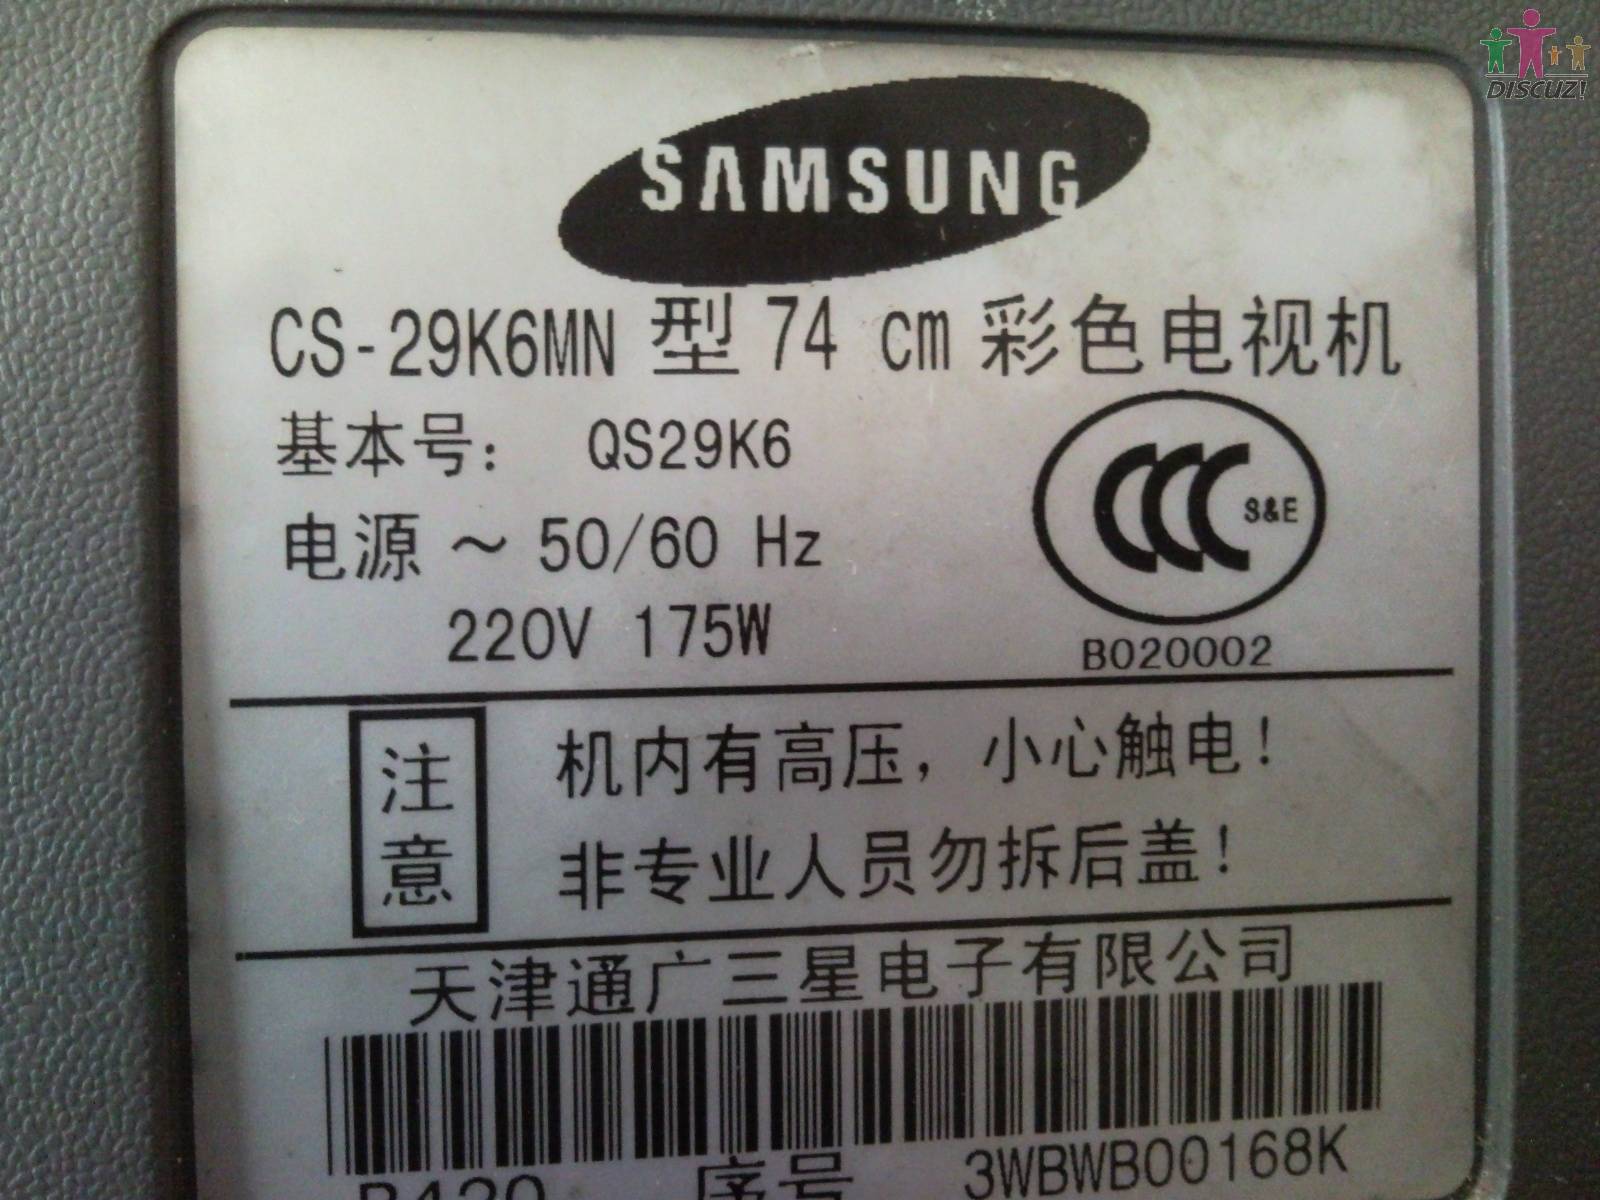 DISCUZ!
SAMSUNG
CS-29K6MN 型 74 cm 彩色电视机
基本号: QS29K6
电源 ~ 50/60 Hz
220V 175W
CCC S&E
B020002
注意
机内有高压，小心触电!
非专业人员勿拆后盖!
天津通广三星电子有限公司
序号 3WBWB00168K